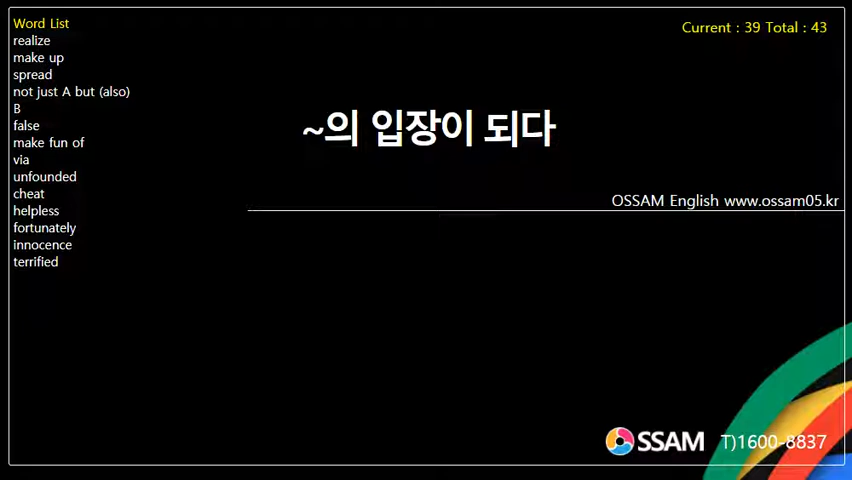 Word List
realize
make up
spread
not just A but (also)
B
false
make fun of
via
unfounded
cheat
helpless
fortunately
innocence
terrified
Current : 39 Total : 43
~의 입장이 되다
OSSAM English www.ossam05.kr
OSSAM T)1600-8837